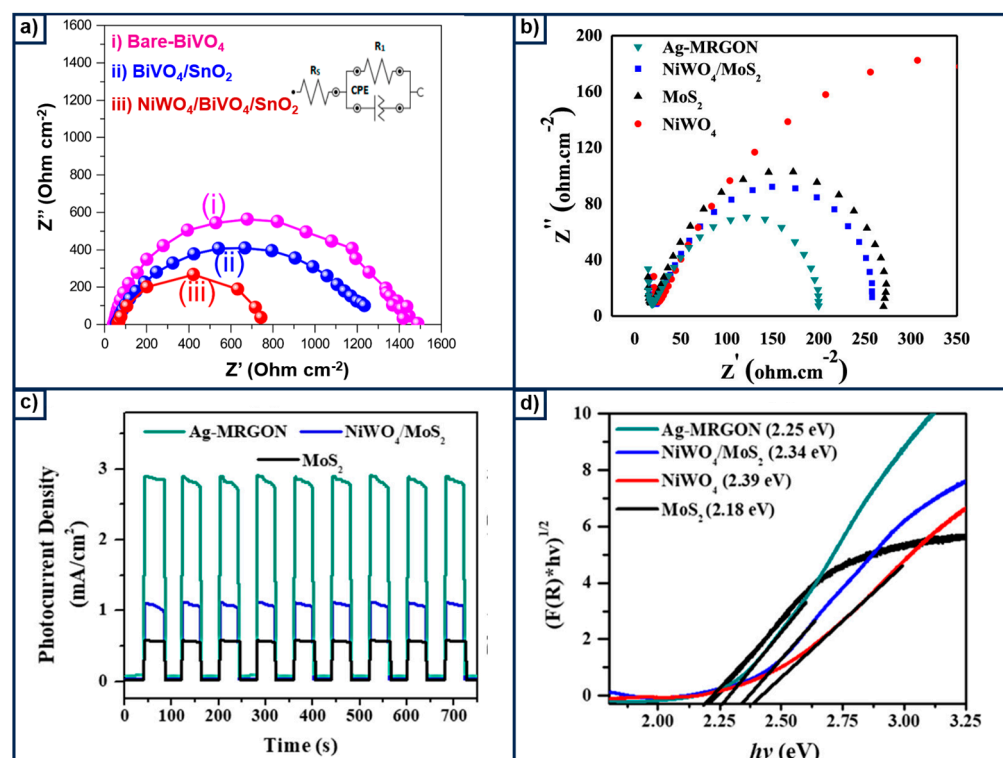 a)
i) Bare-BiVO₄
ii) BiVO₄/SnO₂
iii) NiWO₄/BiVO₄/SnO₂
R₁
Rₛ
CPE
(i)
(ii)
(iii)
1600
1400
1200
1000
800
600
400
200
0
Z'' (Ohm cm⁻²)
0 200 400 600 800 1000 1200 1400 1600
Z' (Ohm cm⁻²)
b)
Ag-MRGON
NiWO₄/MoS₂
MoS₂
NiWO₄
200
160
120
80
40
0
Z'' (ohm.cm⁻²)
0 50 100 150 200 250 300 350
Z' (ohm.cm⁻²)
c)
Ag-MRGON NiWO₄/MoS₂
MoS₂
3
2
1
0
Photocurrent Density
(mA/cm²)
0 100 200 300 400 500 600 700
Time (s)
d)
Ag-MRGON (2.25 eV)
NiWO₄/MoS₂ (2.34 eV)
NiWO₄ (2.39 eV)
MoS₂ (2.18 eV)
10
8
6
4
2
0
(F(R)*hν)¹/²
2.00 2.25 2.50 2.75 3.00 3.25
hν (eV)